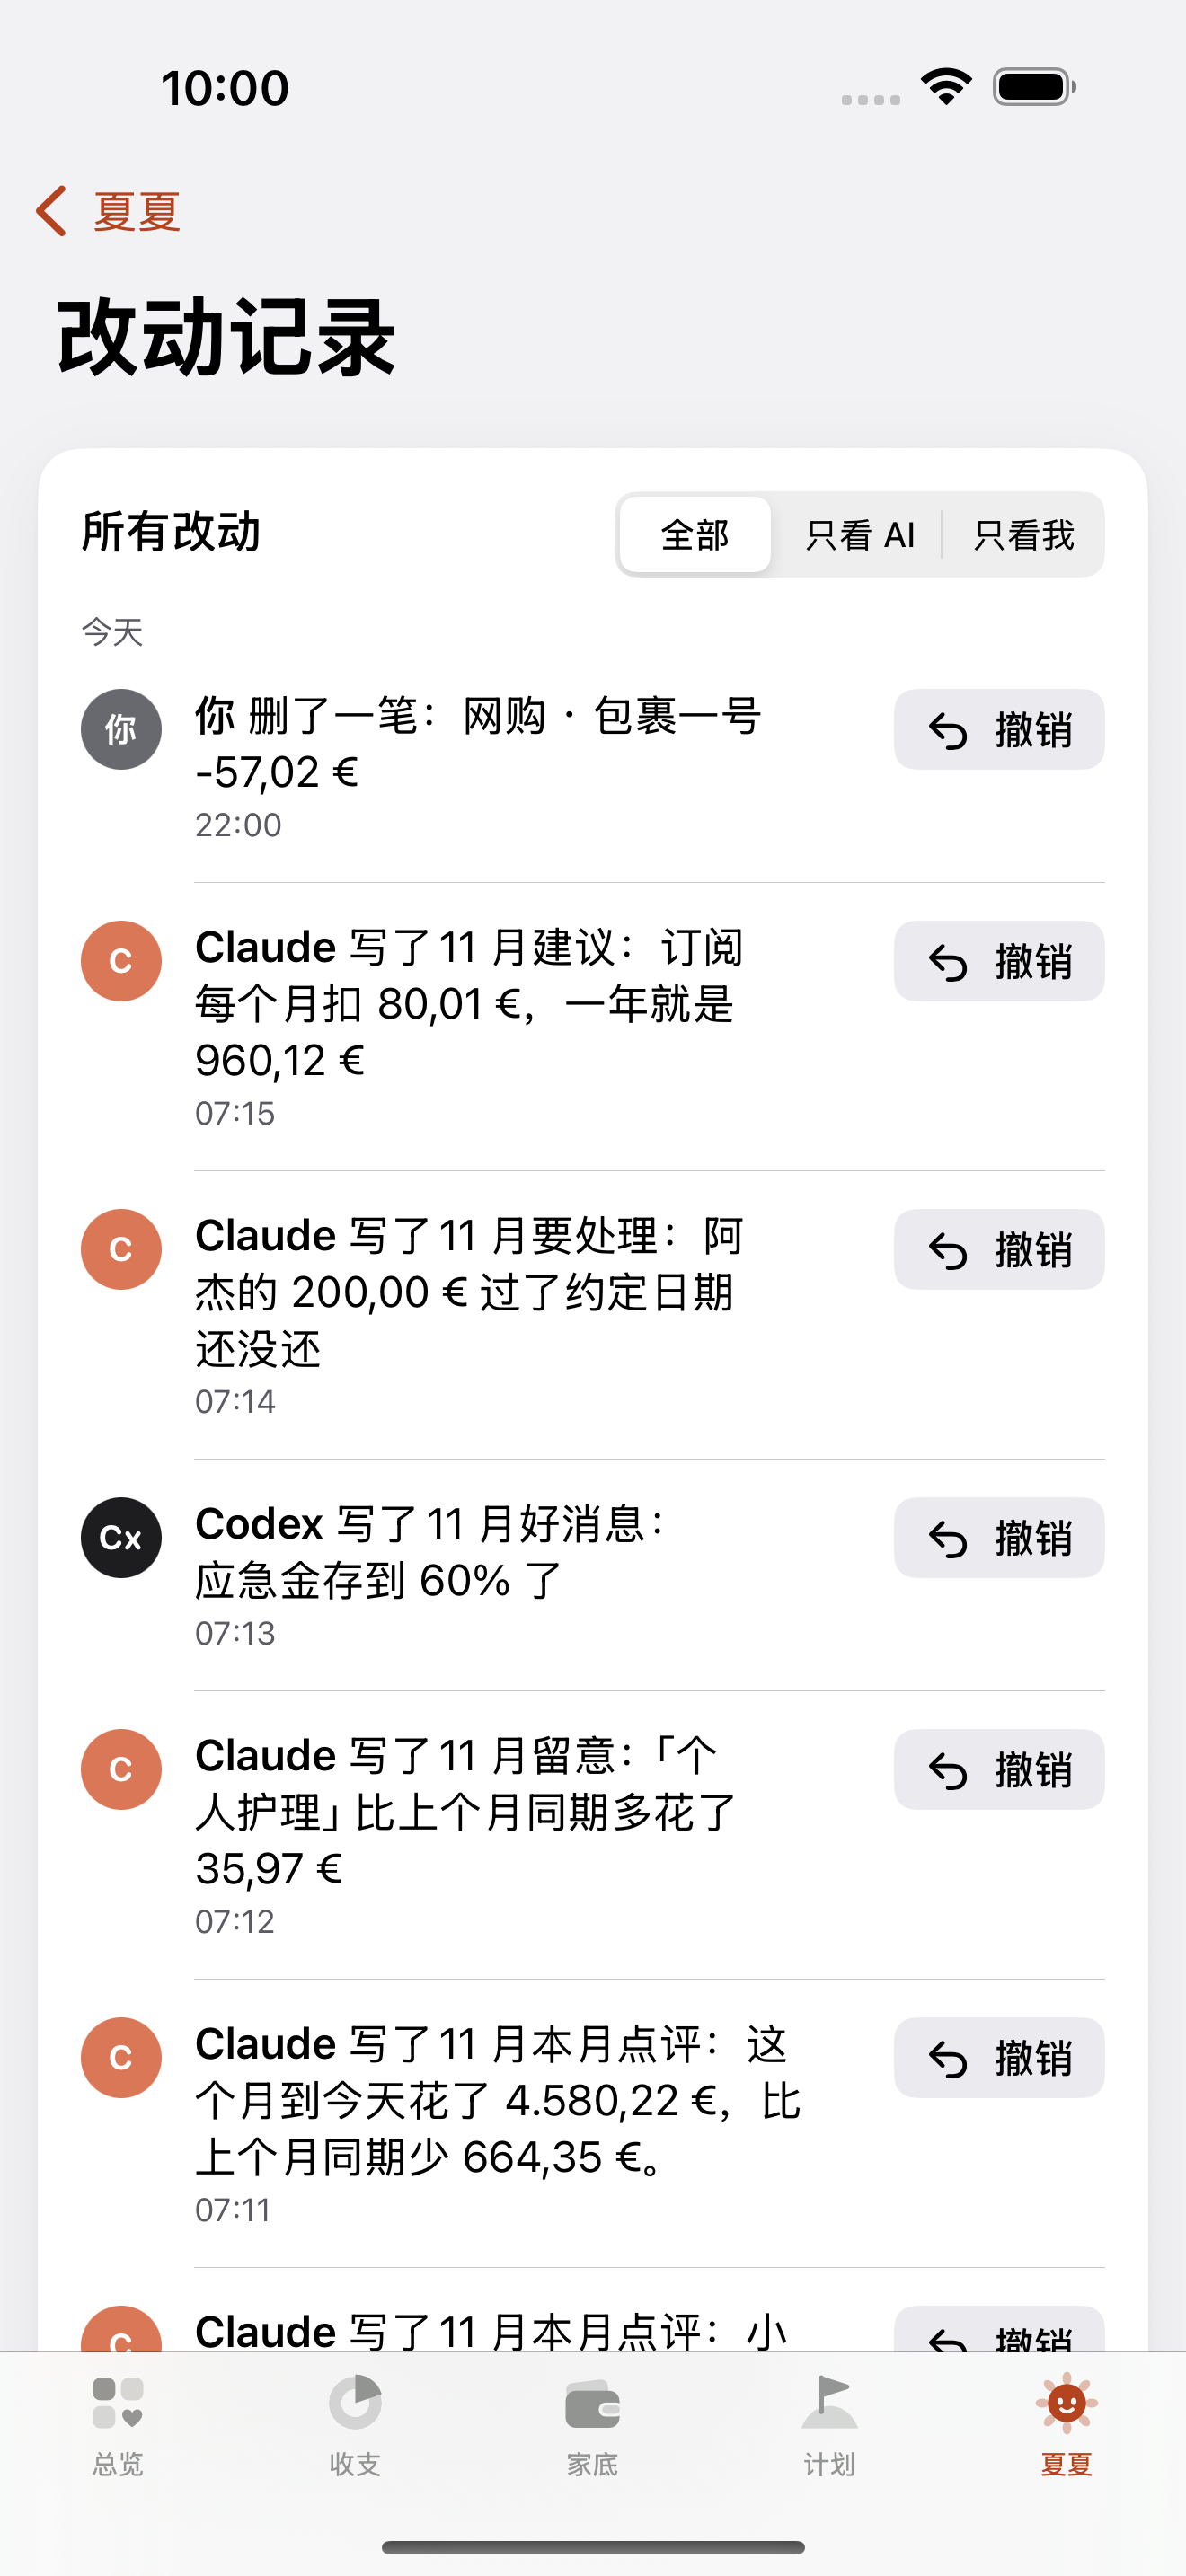 10:00
夏夏
改动记录
所有改动
全部
只看 AI
只看我
今天
你
你 删了一笔：网购 · 包裹一号
-57,02 €
22:00
撤销
C
Claude 写了 11 月建议：订阅
每个月扣 80,01 €，一年就是
960,12 €
07:15
撤销
C
Claude 写了 11 月要处理：阿
杰的 200,00 € 过了约定日期
还没还
07:14
撤销
Cx
Codex 写了 11 月好消息：
应急金存到 60% 了
07:13
撤销
C
Claude 写了 11 月留意：「个
人护理」比上个月同期多花了
35,97 €
07:12
撤销
C
Claude 写了 11 月本月点评：这
个月到今天花了 4.580,22 €，比
上个月同期少 664,35 €。
07:11
撤销
C
Claude 写了 11 月本月点评：小
撤销
总览
收支
家底
计划
夏夏